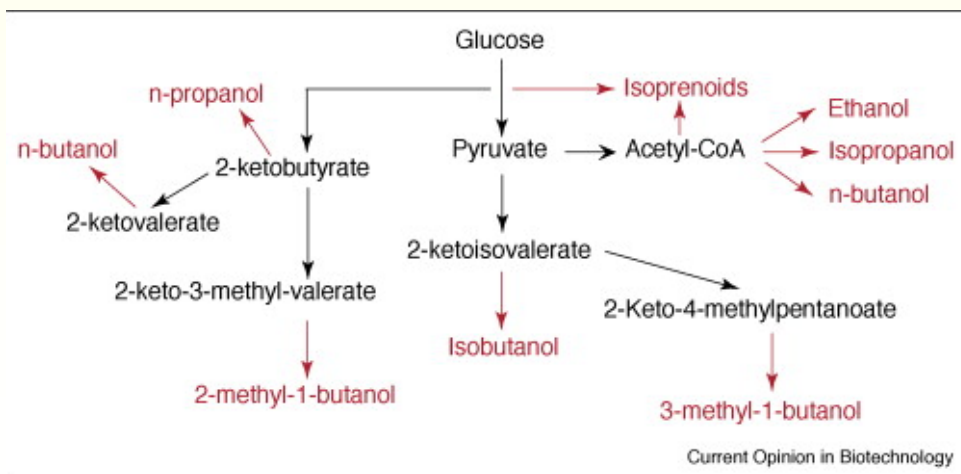 Glucose
n-propanol
Isoprenoids
Ethanol
n-butanol
2-ketobutyrate
Pyruvate
Acetyl-CoA
Isopropanol
n-butanol
2-ketovalerate
2-ketoisovalerate
2-keto-3-methyl-valerate
2-Keto-4-methylpentanoate
Isobutanol
2-methyl-1-butanol
3-methyl-1-butanol
Current Opinion in Biotechnology